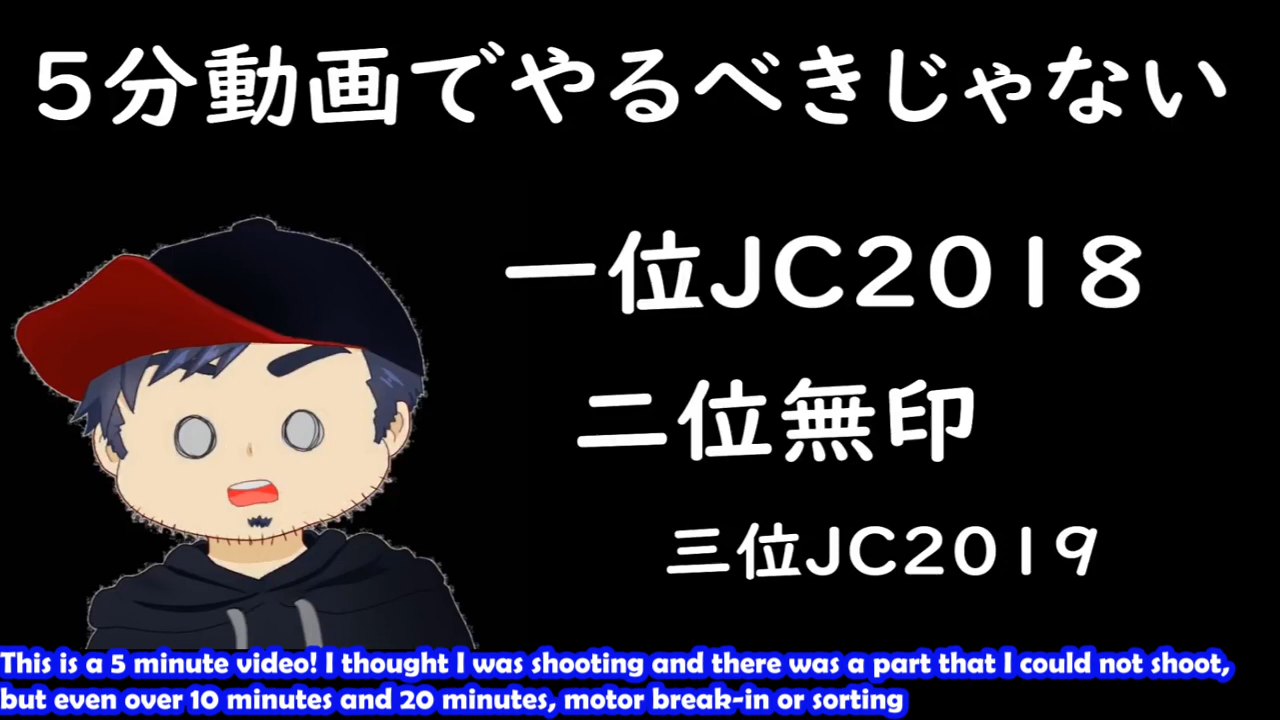 5分動画でやるべきじゃない
一位JC2018
二位無印
三位JC2019
This is a 5 minute video! I thought I was shooting and there was a part that I could not shoot,
but even over 10 minutes and 20 minutes, motor break-in or sorting